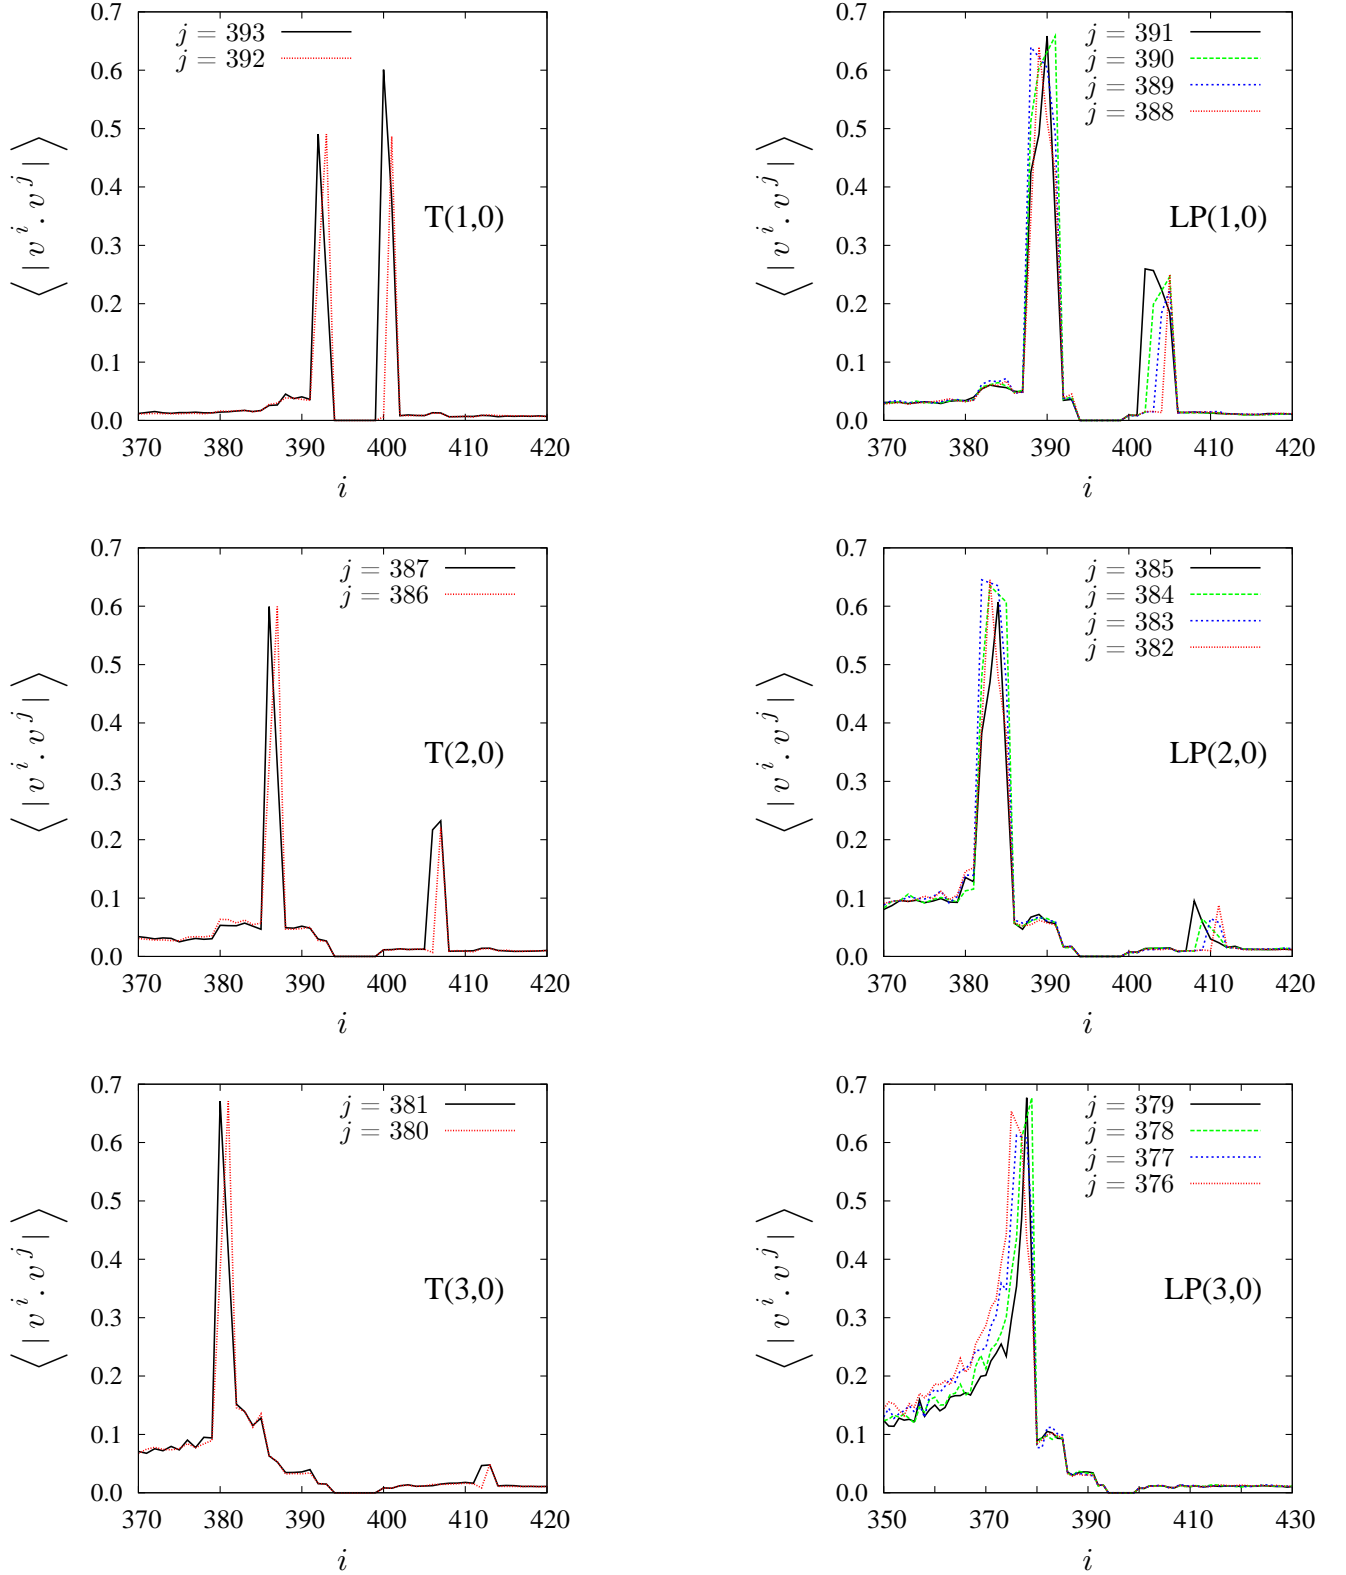 0.7
0.6
0.5
0.4
0.3
0.2
0.1
0.0
370 380 390 400 410 420
i
⟨ | v^i . v^j | ⟩
j = 393
j = 392
T(1,0)
0.7
0.6
0.5
0.4
0.3
0.2
0.1
0.0
370 380 390 400 410 420
i
⟨ | v^i . v^j | ⟩
j = 391
j = 390
j = 389
j = 388
LP(1,0)
0.7
0.6
0.5
0.4
0.3
0.2
0.1
0.0
370 380 390 400 410 420
i
⟨ | v^i . v^j | ⟩
j = 387
j = 386
T(2,0)
0.7
0.6
0.5
0.4
0.3
0.2
0.1
0.0
370 380 390 400 410 420
i
⟨ | v^i . v^j | ⟩
j = 385
j = 384
j = 383
j = 382
LP(2,0)
0.7
0.6
0.5
0.4
0.3
0.2
0.1
0.0
370 380 390 400 410 420
i
⟨ | v^i . v^j | ⟩
j = 381
j = 380
T(3,0)
0.7
0.6
0.5
0.4
0.3
0.2
0.1
0.0
350 370 390 410 430
i
⟨ | v^i . v^j | ⟩
j = 379
j = 378
j = 377
j = 376
LP(3,0)